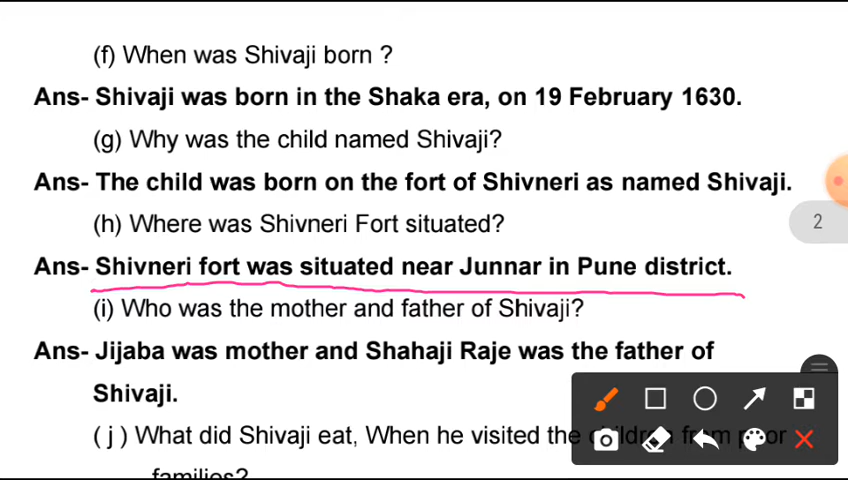 (f) When was Shivaji born ?
Ans- Shivaji was born in the Shaka era, on 19 February 1630.
(g) Why was the child named Shivaji?
Ans- The child was born on the fort of Shivneri as named Shivaji.
2
(h) Where was Shivneri Fort situated?
Ans- Shivneri fort was situated near Junnar in Pune district.
(i) Who was the mother and father of Shivaji?
Ans- Jijaba was mother and Shahaji Raje was the father of
Shivaji.
( j ) What did Shivaji eat, When he visited the children from poor
families?